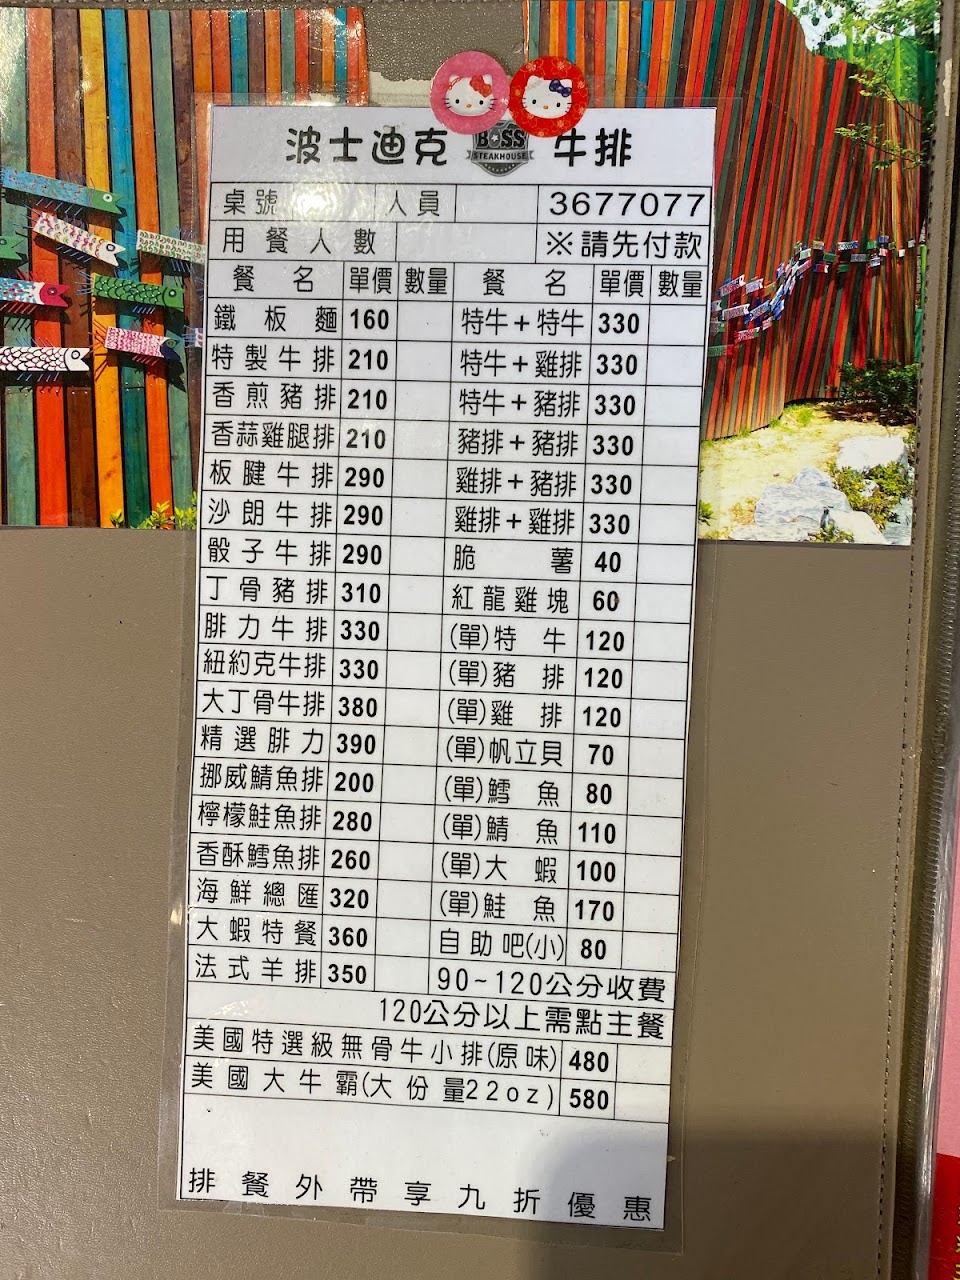 波士迪克 BOSS STEAKHOUSE 牛排
桌號 人員 3677077
用餐人數 ※請先付款
餐名 單價 數量 餐名 單價 數量
鐵板麵 160 特牛+特牛 330
特製牛排 210 特牛+雞排 330
香煎豬排 210 特牛+豬排 330
香蒜雞腿排 210 豬排+豬排 330
板腱牛排 290 雞排+豬排 330
沙朗牛排 290 雞排+雞排 330
骰子牛排 290 脆薯 40
丁骨豬排 310 紅龍雞塊 60
腓力牛排 330 (單)特牛 120
紐約克牛排 330 (單)豬排 120
大丁骨牛排 380 (單)雞排 120
精選腓力 390 (單)帆立貝 70
挪威鯖魚排 200 (單)鱈魚 80
檸檬鮭魚排 280 (單)鯖魚 110
香酥鱈魚排 260 (單)大蝦 100
海鮮總匯 320 (單)鮭魚 170
大蝦特餐 360 自助吧(小) 80
法式羊排 350 90~120公分收費
120公分以上需點主餐
美國特選級無骨牛小排(原味) 480
美國大牛霸(大份量22oz) 580
排餐外帶享九折優惠